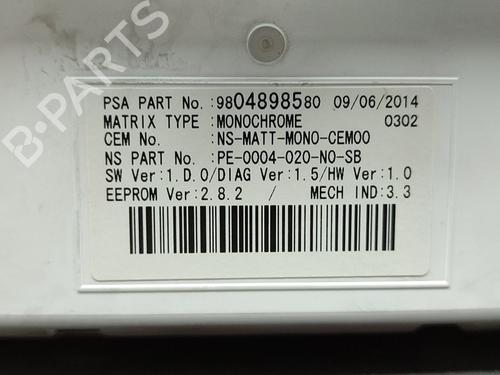 PSA PART No.:9804898580 09/06/2014
MATRIX TYPE :MONOCHROME 0302
CEM No. :NS-MATT-MONO-CEM00
NS PART No. :PE-0004-020-N0-SB
SW Ver:1.D.0/DIAG Ver:1.5/HW Ver:1.0
EEPROM Ver:2.8.2 / MECH IND:3.3
B-PARTS